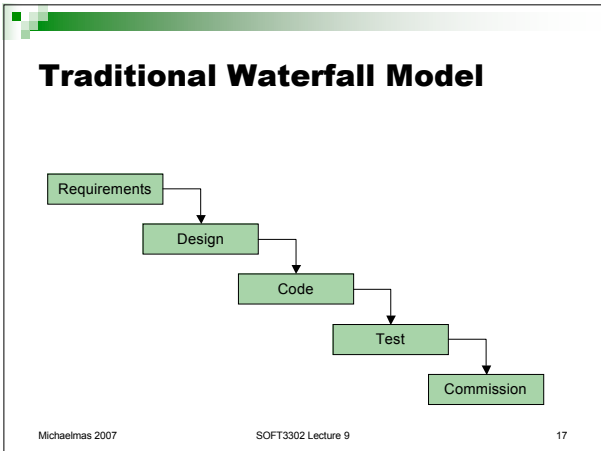 Traditional Waterfall Model
Requirements
Design
Code
Test
Commission
Michaelmas 2007 SOFT3302 Lecture 9 17